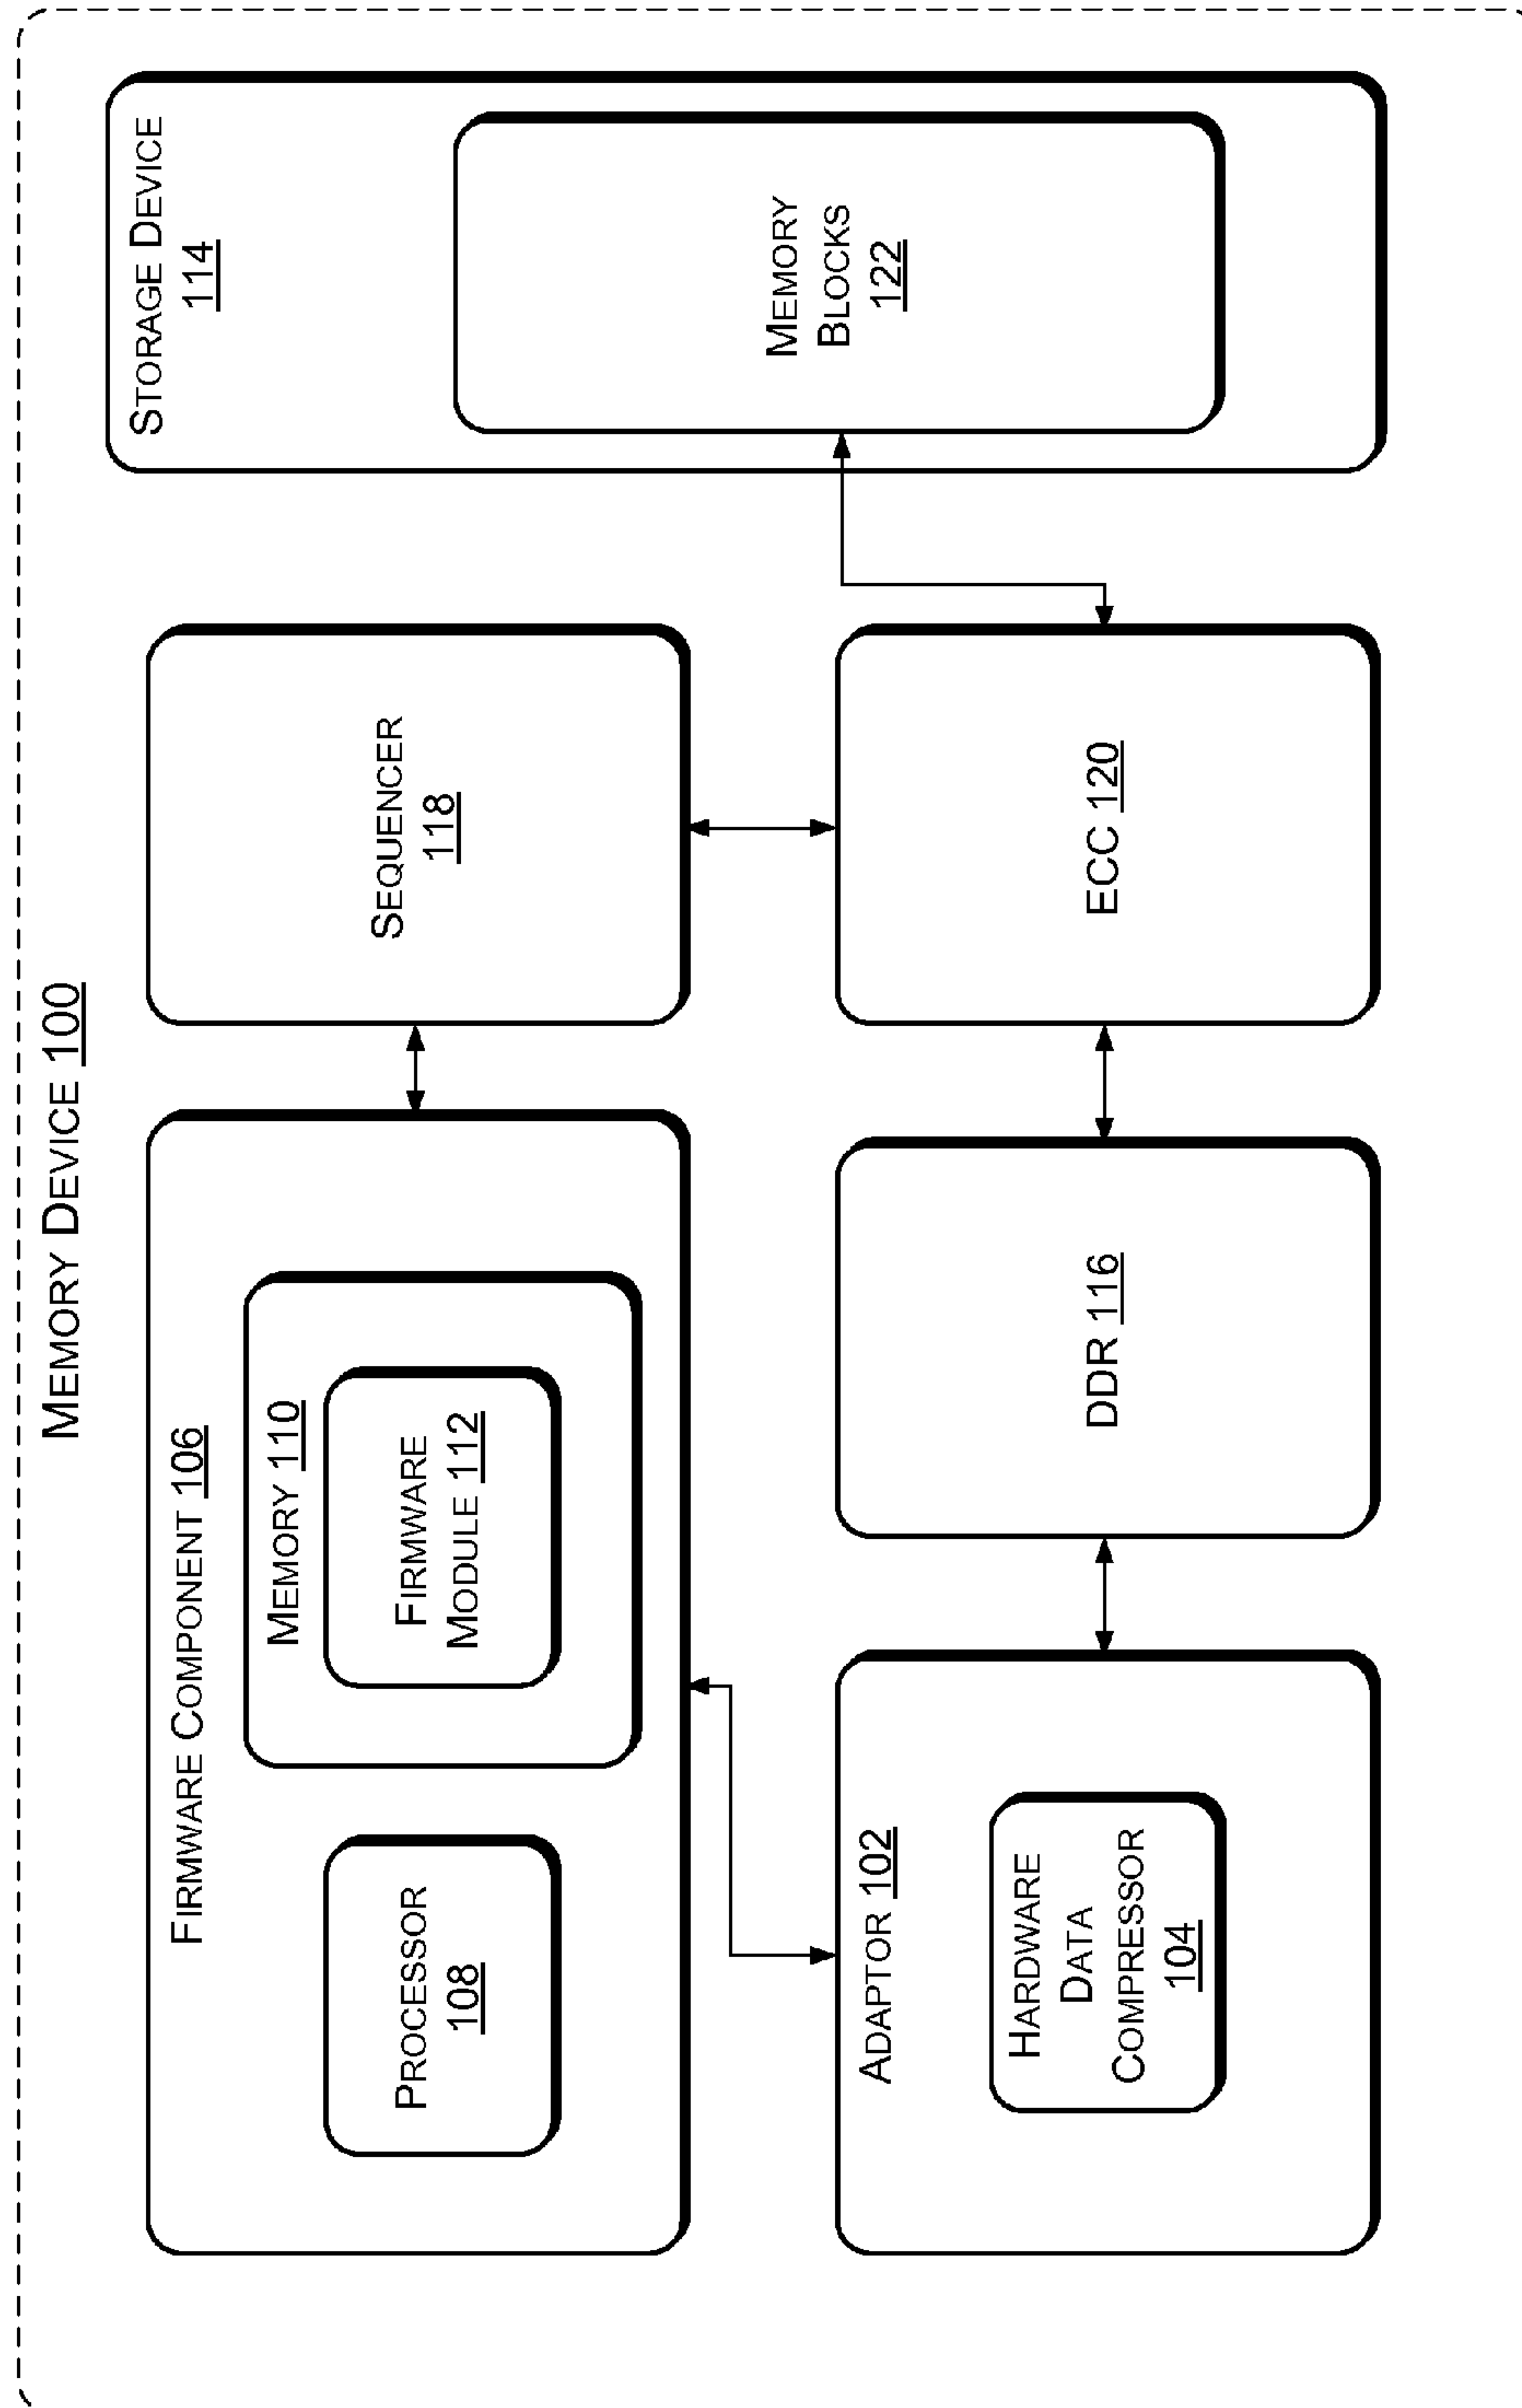 MEMORY DEVICE 100
FIRMWARE COMPONENT 106
PROCESSOR
108
MEMORY 110
FIRMWARE
MODULE 112
SEQUENCER
118
STORAGE DEVICE
114
MEMORY
BLOCKS
122
ADAPTOR 102
HARDWARE
DATA
COMPRESSOR
104
DDR 116
ECC 120